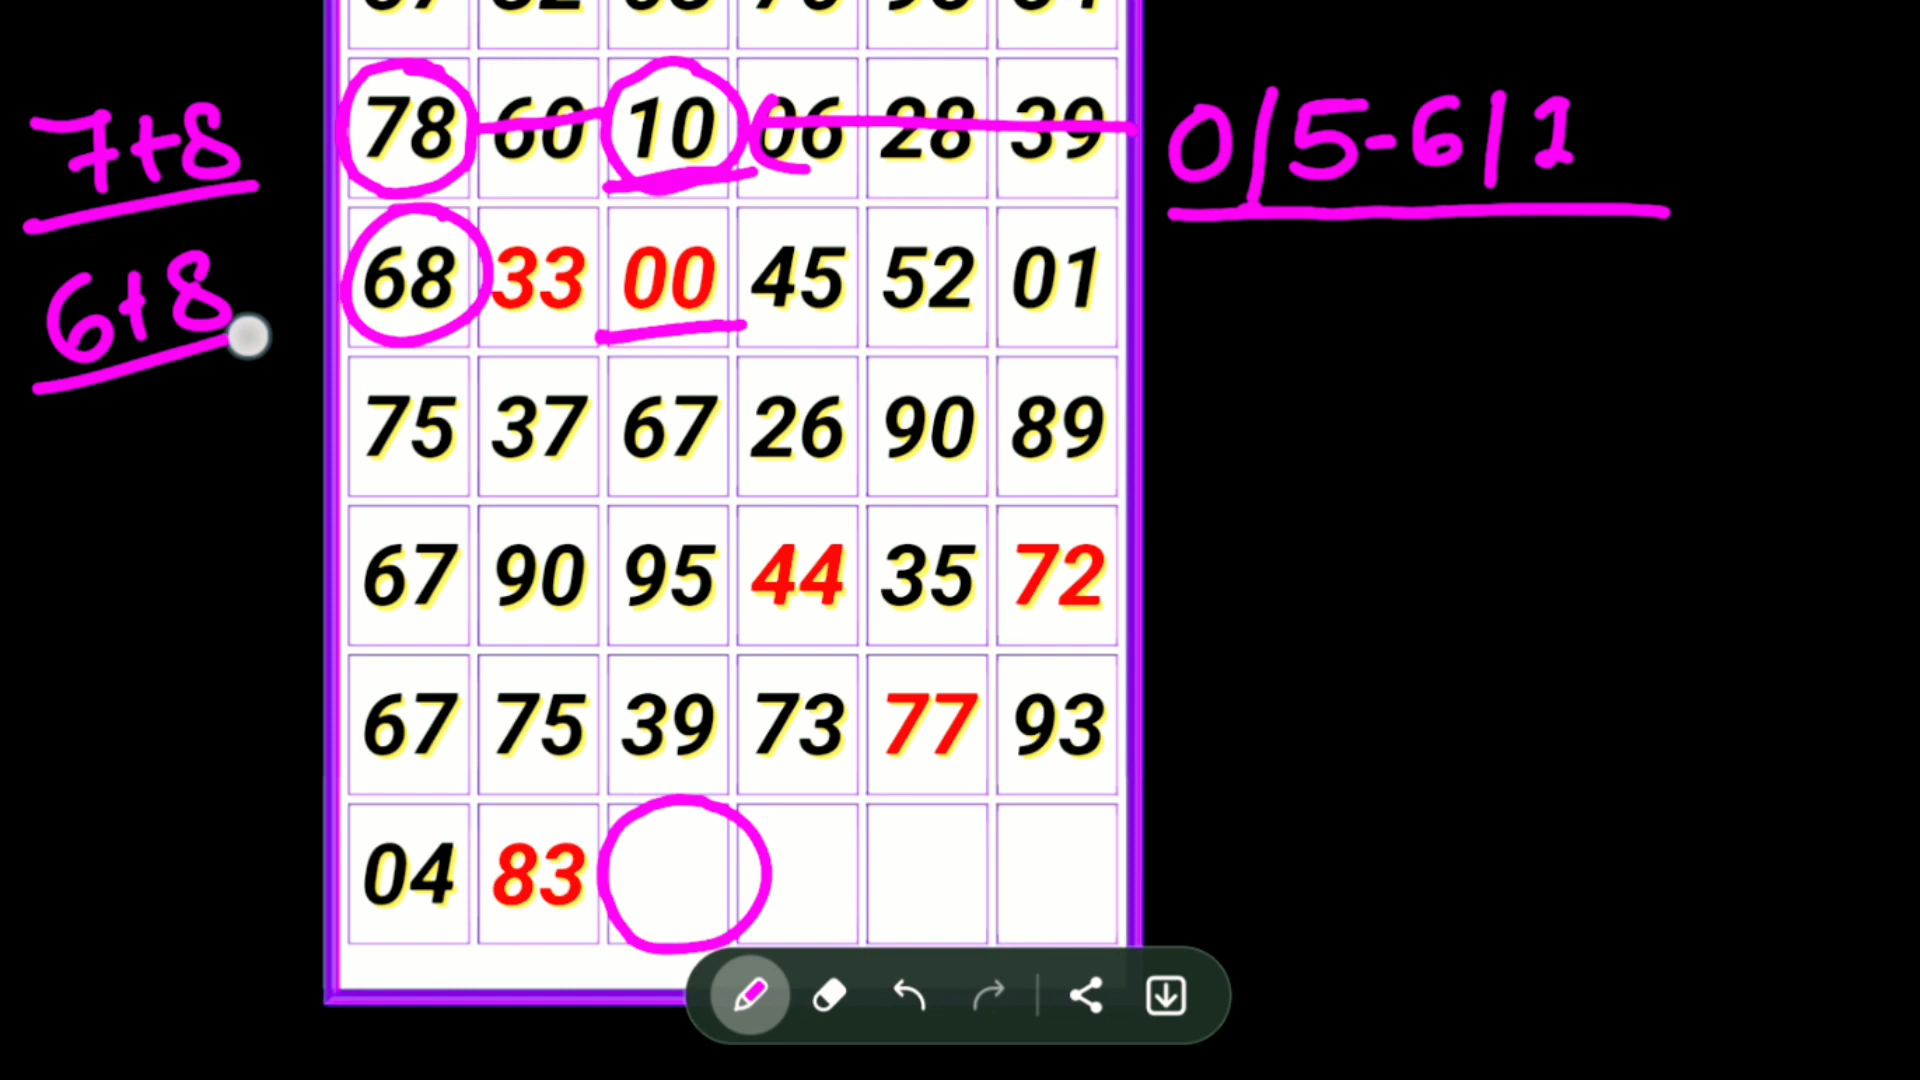 78 60 10 06 28 39
7+8
0/5-6/1
68 33 00 45 52 01
6+8
75 37 67 26 90 89
67 90 95 44 35 72
67 75 39 73 77 93
04 83